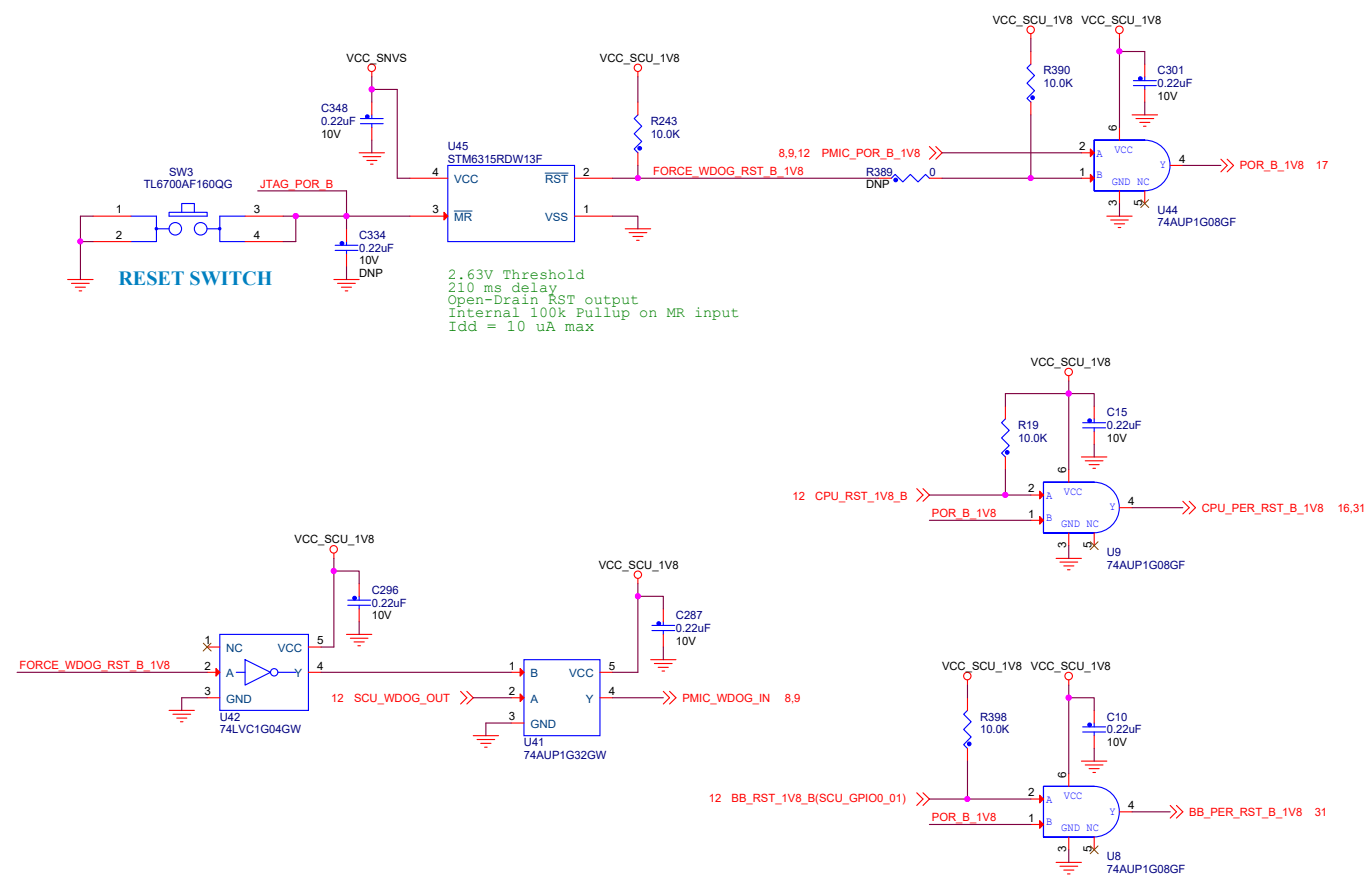 VCC_SCU_1V8
VCC_SCU_1V8
R390
10.0K
C301
0.22uF
10V
VCC_SNVS
C348
0.22uF
10V
VCC_SCU_1V8
R243
10.0K
U45
STM6315RDW13F
4
VCC
RST
2
3
MR
VSS
1
FORCE_WDOG_RST_B_1V8
R389
DNP
0
8,9,12 PMIC_POR_B_1V8
2
A
1
B
6
VCC
Y
4
GND
NC
3
5
POR_B_1V8 17
U44
74AUP1G08GF
SW3
TL6700AF160QG
1
2
3
4
JTAG_POR_B
C334
0.22uF
10V
DNP
RESET SWITCH
2.63V Threshold
210 ms delay
Open-Drain RST output
Internal 100k Pullup on MR input
Idd = 10 uA max
VCC_SCU_1V8
R19
10.0K
C15
0.22uF
10V
12 CPU_RST_1V8_B
POR_B_1V8
2
A
1
B
6
VCC
Y
4
GND
NC
3
5
CPU_PER_RST_B_1V8 16,31
U9
74AUP1G08GF
VCC_SCU_1V8
C296
0.22uF
10V
1
NC
VCC
5
FORCE_WDOG_RST_B_1V8
2
A
Y
4
3
GND
U42
74LVC1G04GW
VCC_SCU_1V8
C287
0.22uF
10V
1
B
VCC
5
12 SCU_WDOG_OUT
2
A
Y
4
PMIC_WDOG_IN 8,9
3
GND
U41
74AUP1G32GW
VCC_SCU_1V8
VCC_SCU_1V8
R398
10.0K
C10
0.22uF
10V
12 BB_RST_1V8_B(SCU_GPIO0_01)
POR_B_1V8
2
A
1
B
6
VCC
Y
4
GND
NC
3
5
BB_PER_RST_B_1V8 31
U8
74AUP1G08GF